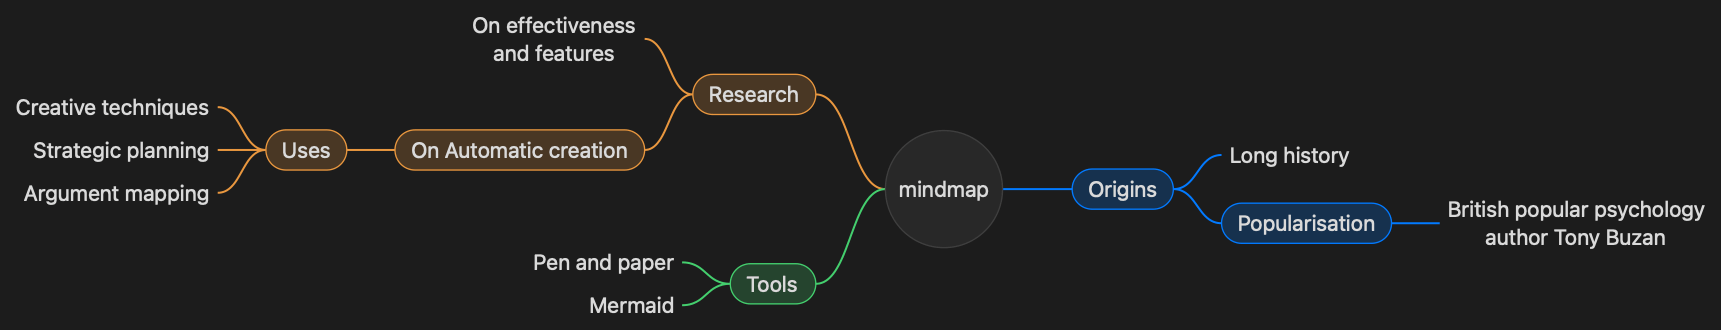 On effectiveness
and features
Research
Creative techniques
Strategic planning
Argument mapping
Uses
On Automatic creation
mindmap
Origins
Long history
Popularisation
British popular psychology
author Tony Buzan
Pen and paper
Mermaid
Tools